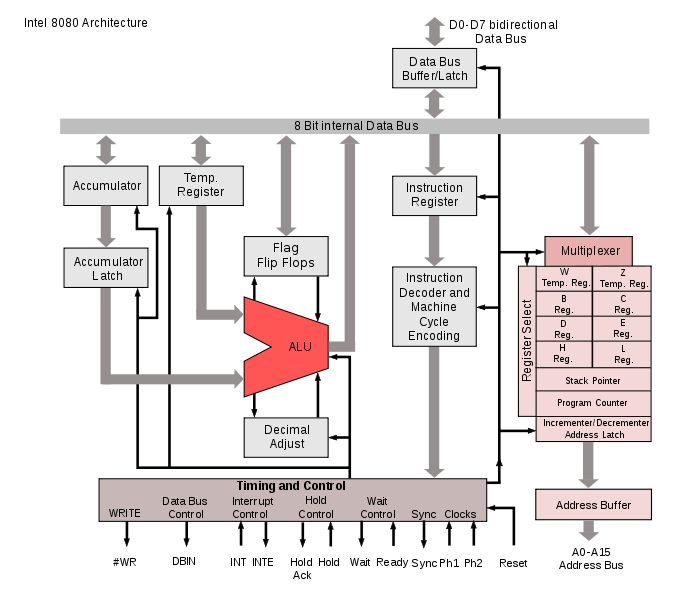 Intel 8080 Architecture
D0-D7 bidirectional
Data Bus
Data Bus
Buffer/Latch
8 Bit internal Data Bus
Accumulator
Temp.
Register
Instruction
Register
Accumulator
Latch
Flag
Flip Flops
Instruction
Decoder and
Machine
Cycle
Encoding
ALU
Decimal
Adjust
Multiplexer
Register Select
W
Temp. Reg.
Z
Temp. Reg.
B
Reg.
C
Reg.
D
Reg.
E
Reg.
H
Reg.
L
Reg.
Stack Pointer
Program Counter
Incrementer/Decrementer
Address Latch
Address Buffer
A0-A15
Address Bus
Timing and Control
WRITE
Data Bus
Control
Interrupt
Control
Hold
Control
Wait
Control
Sync
Clocks
#WR
DBIN
INT
INTE
Hold
Ack
Hold
Wait
Ready
Sync
Ph1
Ph2
Reset